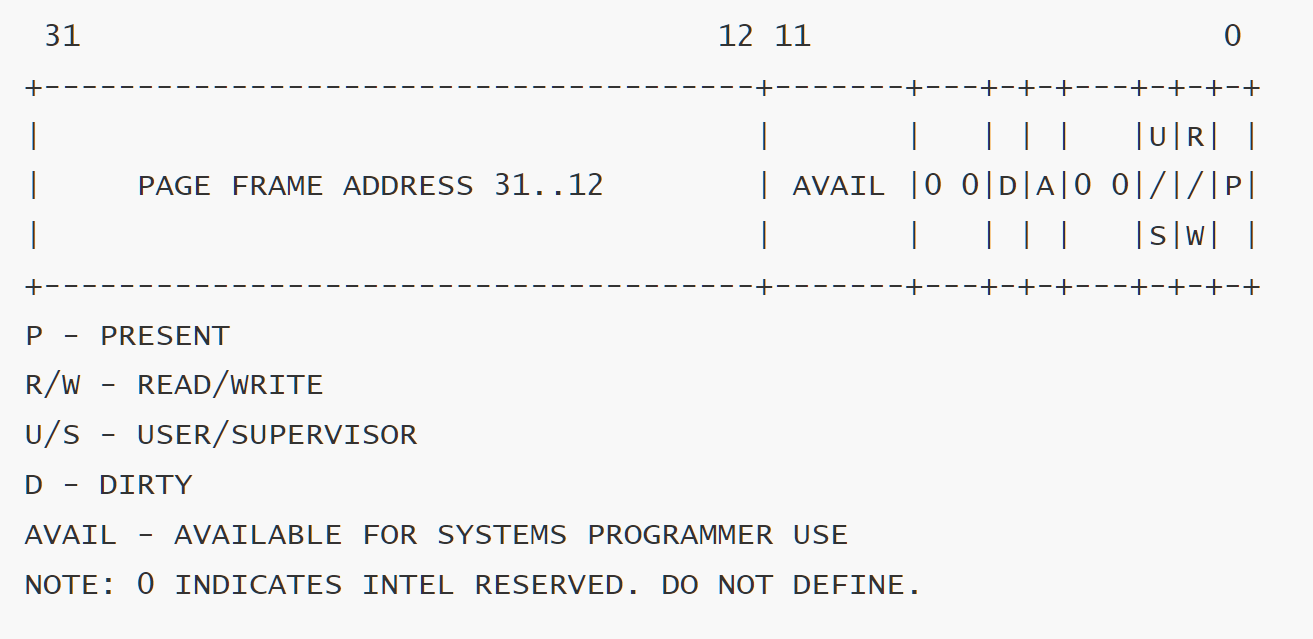 31                                  12 11                      0
+--------------------------------------+-------+---+-+-+---+-+-+-+
|                                      |       |   | | |   |U|R| |
|     PAGE FRAME ADDRESS 31..12        | AVAIL |0 0|D|A|0 0|/|/|P|
|                                      |       |   | | |   |S|W| |
+--------------------------------------+-------+---+-+-+---+-+-+-+
P - PRESENT
R/W - READ/WRITE
U/S - USER/SUPERVISOR
D - DIRTY
AVAIL - AVAILABLE FOR SYSTEMS PROGRAMMER USE
NOTE: 0 INDICATES INTEL RESERVED. DO NOT DEFINE.